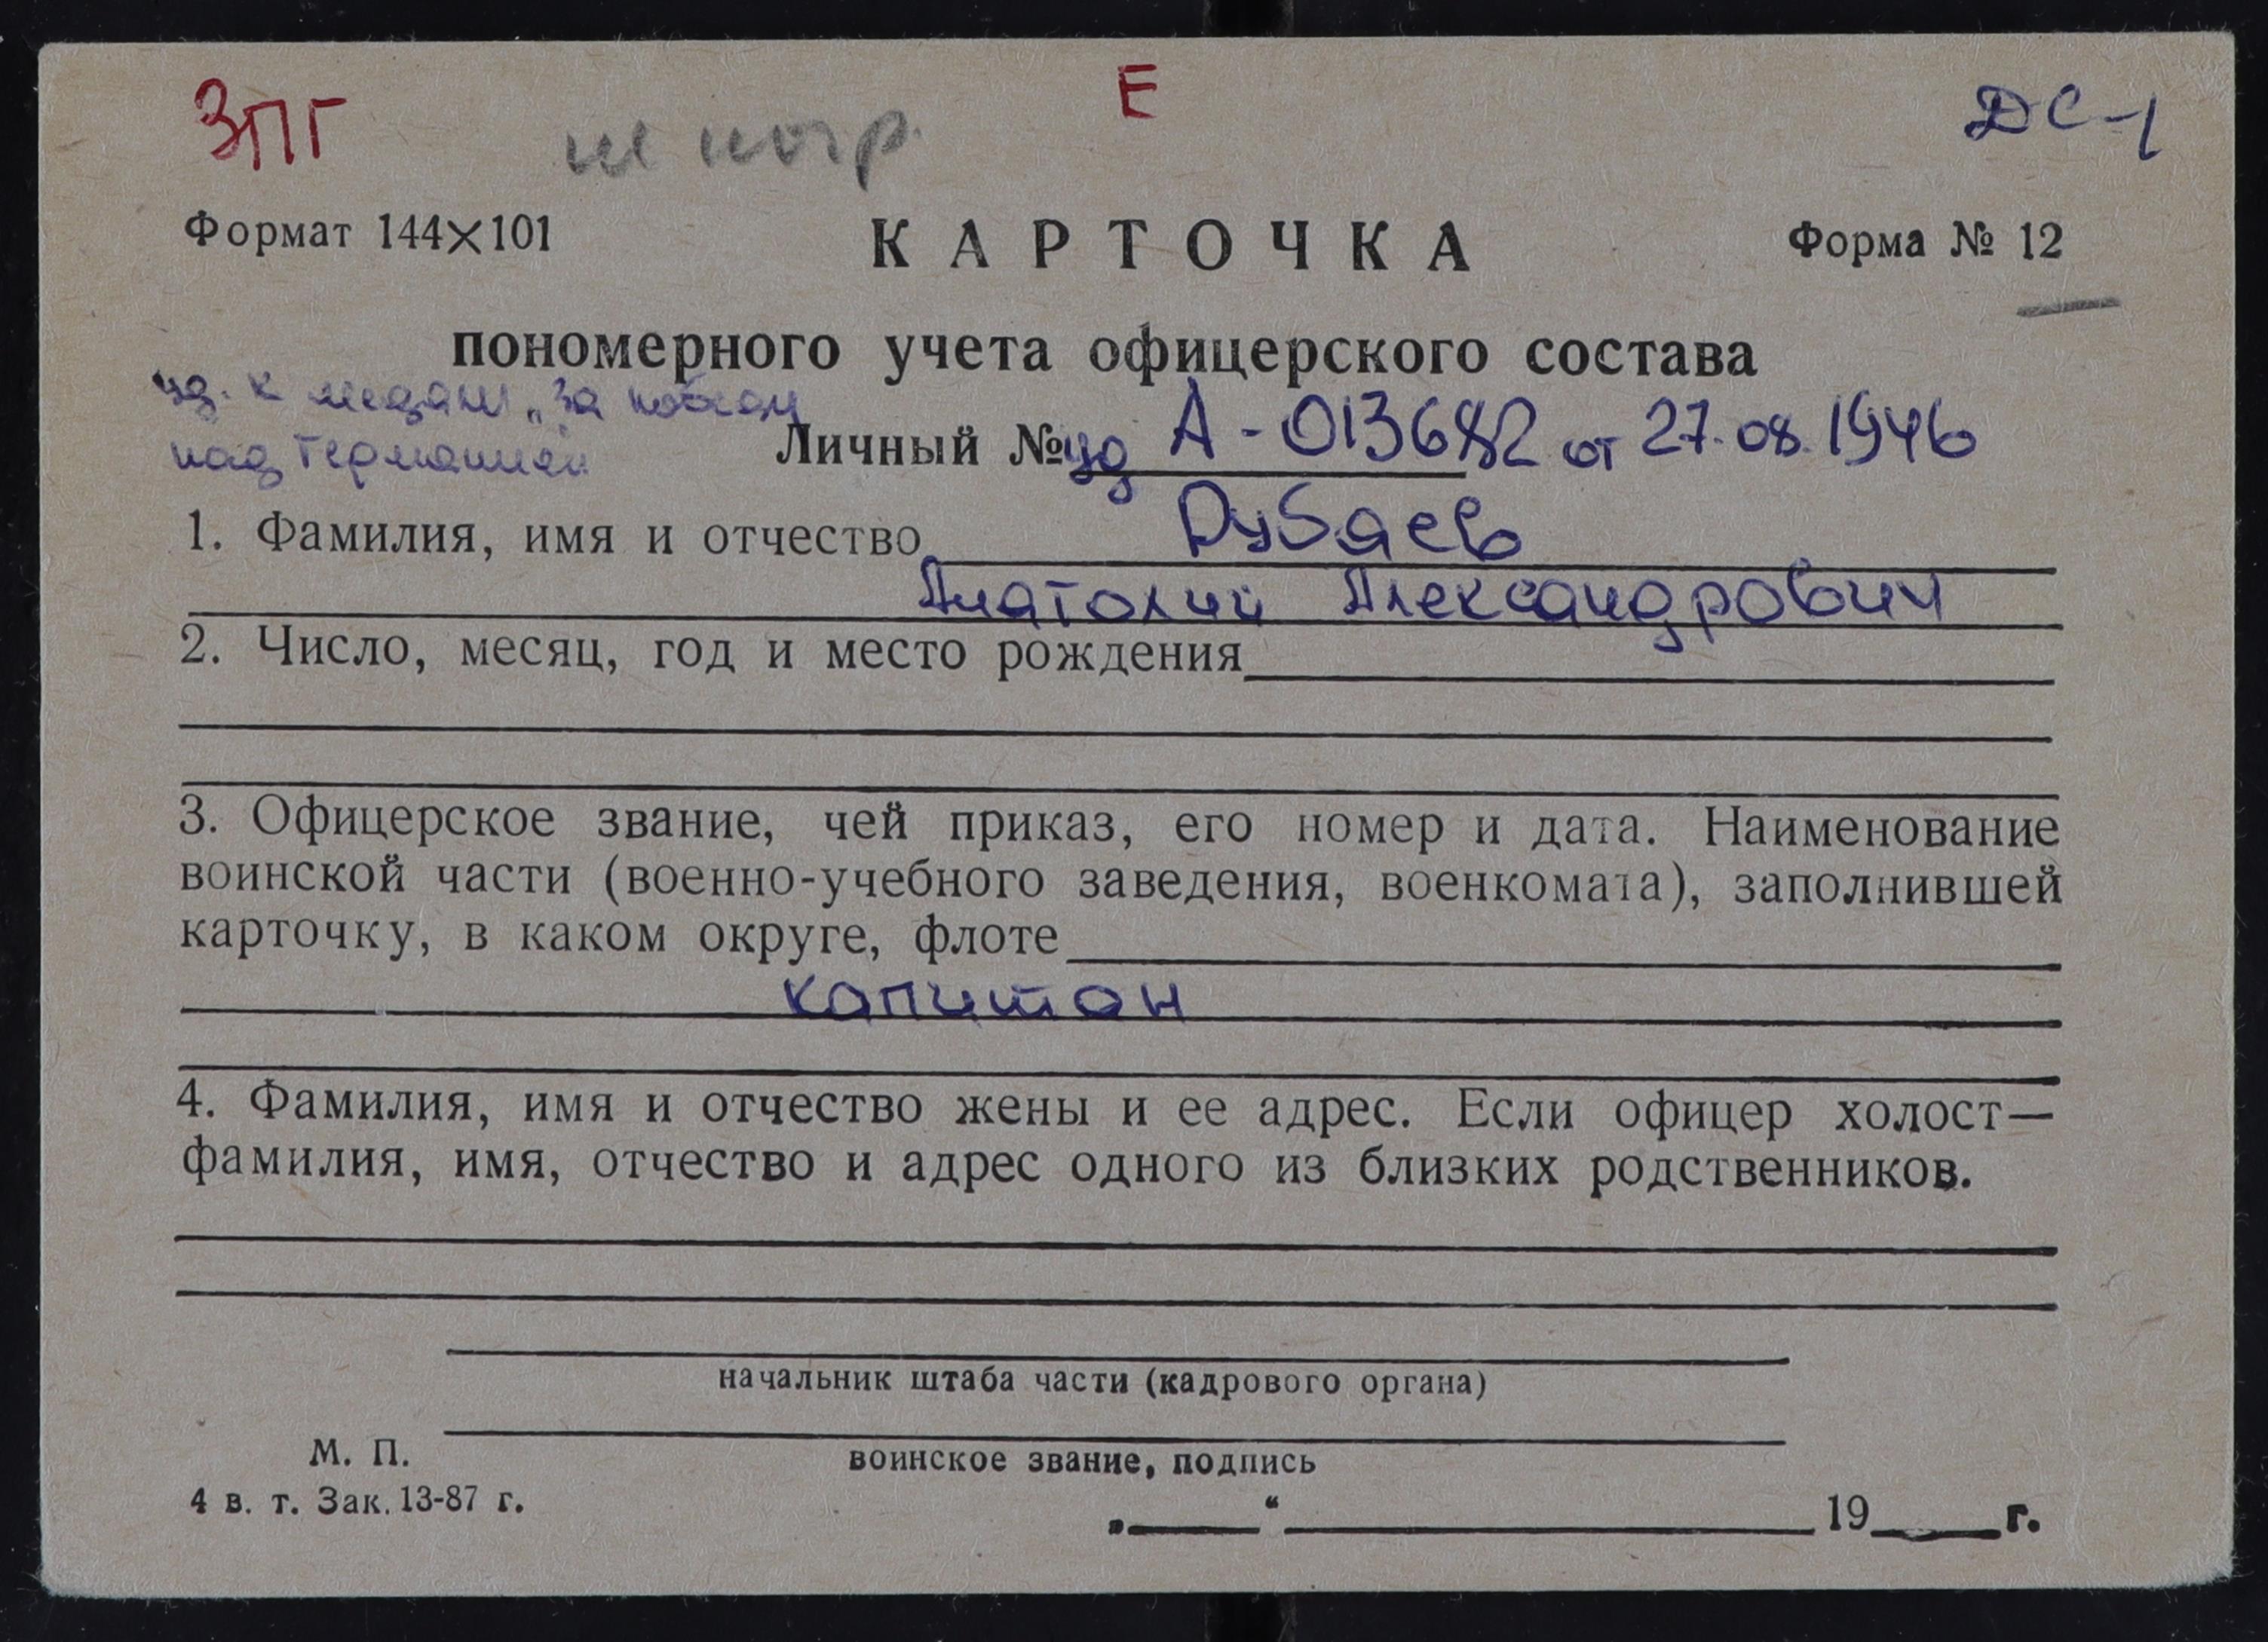 ЗПГ
Е
ДС-1
Формат 144×101
КАРТОЧКА
Форма № 12
пономерного учета офицерского состава
уд. к медали „За победу
над Германией
Личный № уд А-013682 от 27.08.1946
1. Фамилия, имя и отчество Дубяев
Анатолий Александрович
2. Число, месяц, год и место рождения
3. Офицерское звание, чей приказ, его номер и дата. Наименование
воинской части (военно-учебного заведения, военкомата), заполнившей
карточку, в каком округе, флоте
капитан
4. Фамилия, имя и отчество жены и ее адрес. Если офицер холост—
фамилия, имя, отчество и адрес одного из близких родственников.
начальник штаба части (кадрового органа)
М. П.
воинское звание, подпись
4 в. т. Зак. 13-87 г.
„ “ 19 г.